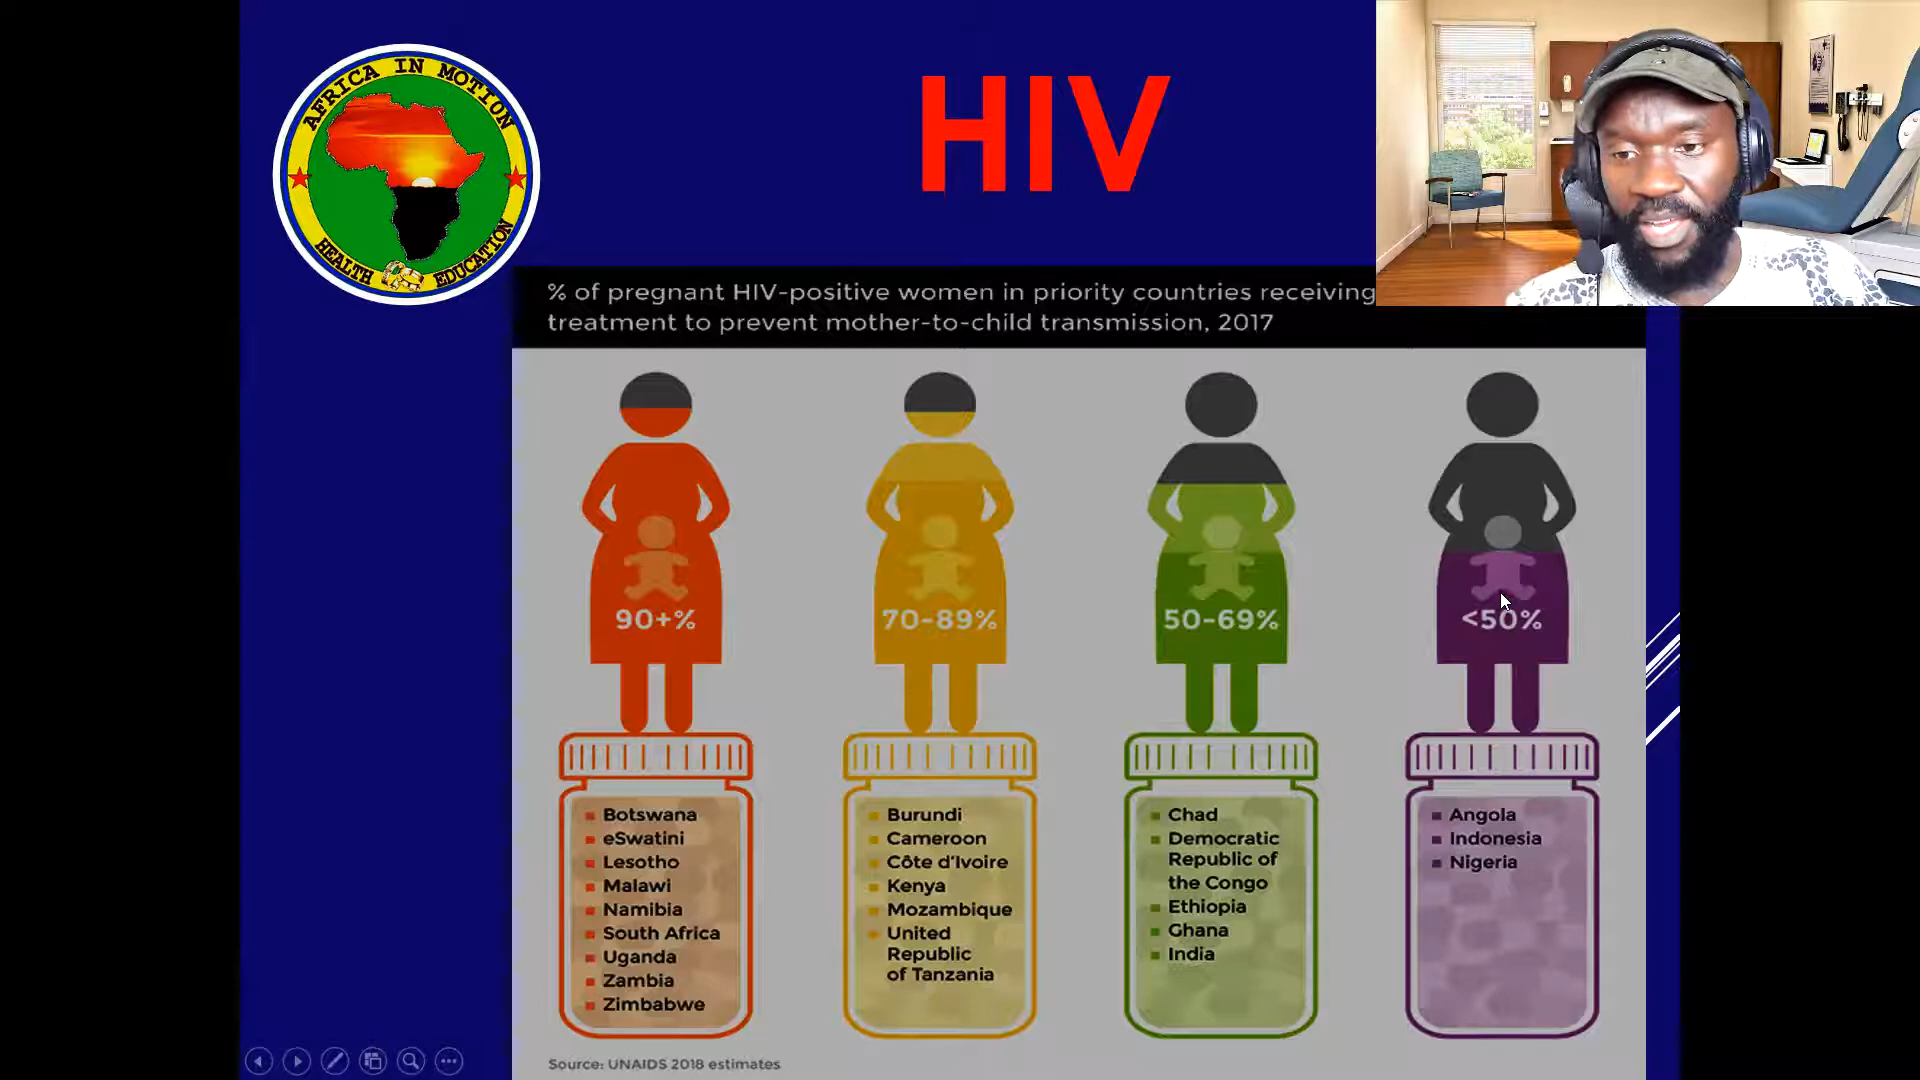 AFRICA IN MOTION
HEALTH EDUCATION
HIV
% of pregnant HIV-positive women in priority countries receiving
treatment to prevent mother-to-child transmission, 2017
90+%
70-89%
50-69%
<50%
Botswana
eSwatini
Lesotho
Malawi
Namibia
South Africa
Uganda
Zambia
Zimbabwe
Burundi
Cameroon
Côte d'Ivoire
Kenya
Mozambique
United
Republic
of Tanzania
Chad
Democratic
Republic of
the Congo
Ethiopia
Ghana
India
Angola
Indonesia
Nigeria
Source: UNAIDS 2018 estimates